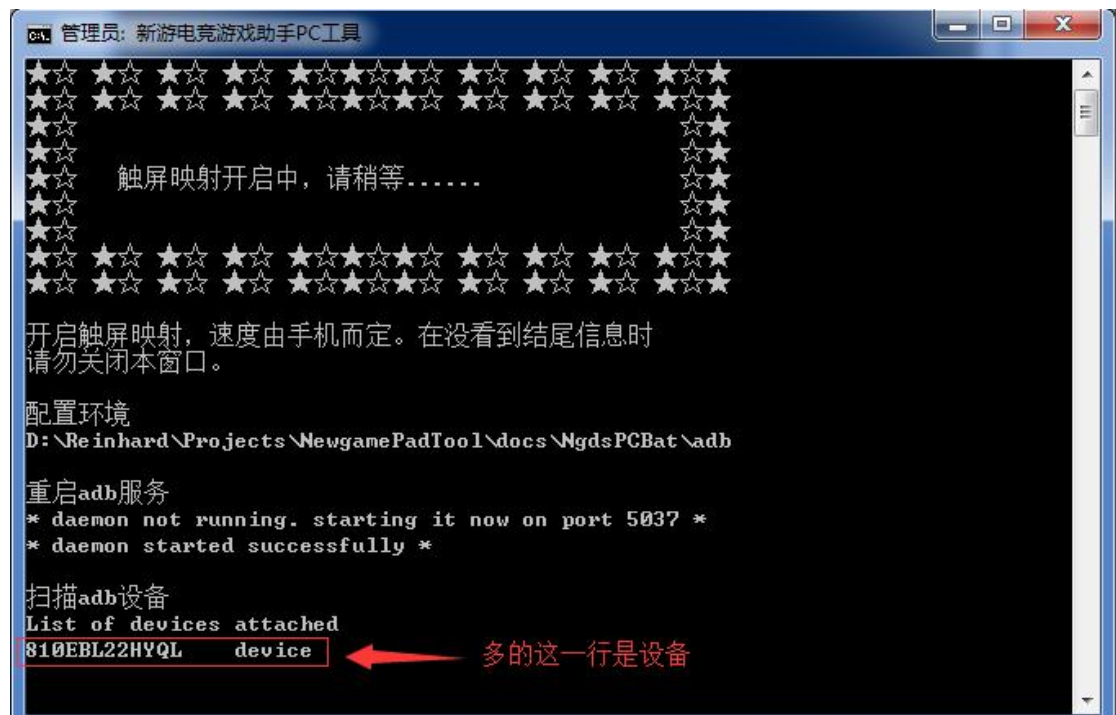 管理员: 新游电竞游戏助手PC工具
★☆ ★☆ ★☆ ★☆ ★☆★☆★☆ ★☆ ★☆ ★☆ ★☆★
★☆ ★☆ ★☆ ★☆ ★☆★☆★☆ ★☆ ★☆ ★☆ ★☆★
★☆ ☆★
★☆ ☆★
★☆ 触屏映射开启中，请稍等...... ☆★
★☆ ☆★
★☆ ☆★
★☆ ★☆ ★☆ ★☆ ★☆★☆★☆ ★☆ ★☆ ★☆ ★☆★
★☆ ★☆ ★☆ ★☆ ★☆★☆★☆ ★☆ ★☆ ★☆ ★☆★
开启触屏映射，速度由手机而定。在没看到结尾信息时
请勿关闭本窗口。
配置环境
D:\Reinhard\Projects\NewgamePadTool\docs\NgdsPCBat\adb
重启adb服务
* daemon not running. starting it now on port 5037 *
* daemon started successfully *
扫描adb设备
List of devices attached
810EBL22HYQL device
多的这一行是设备